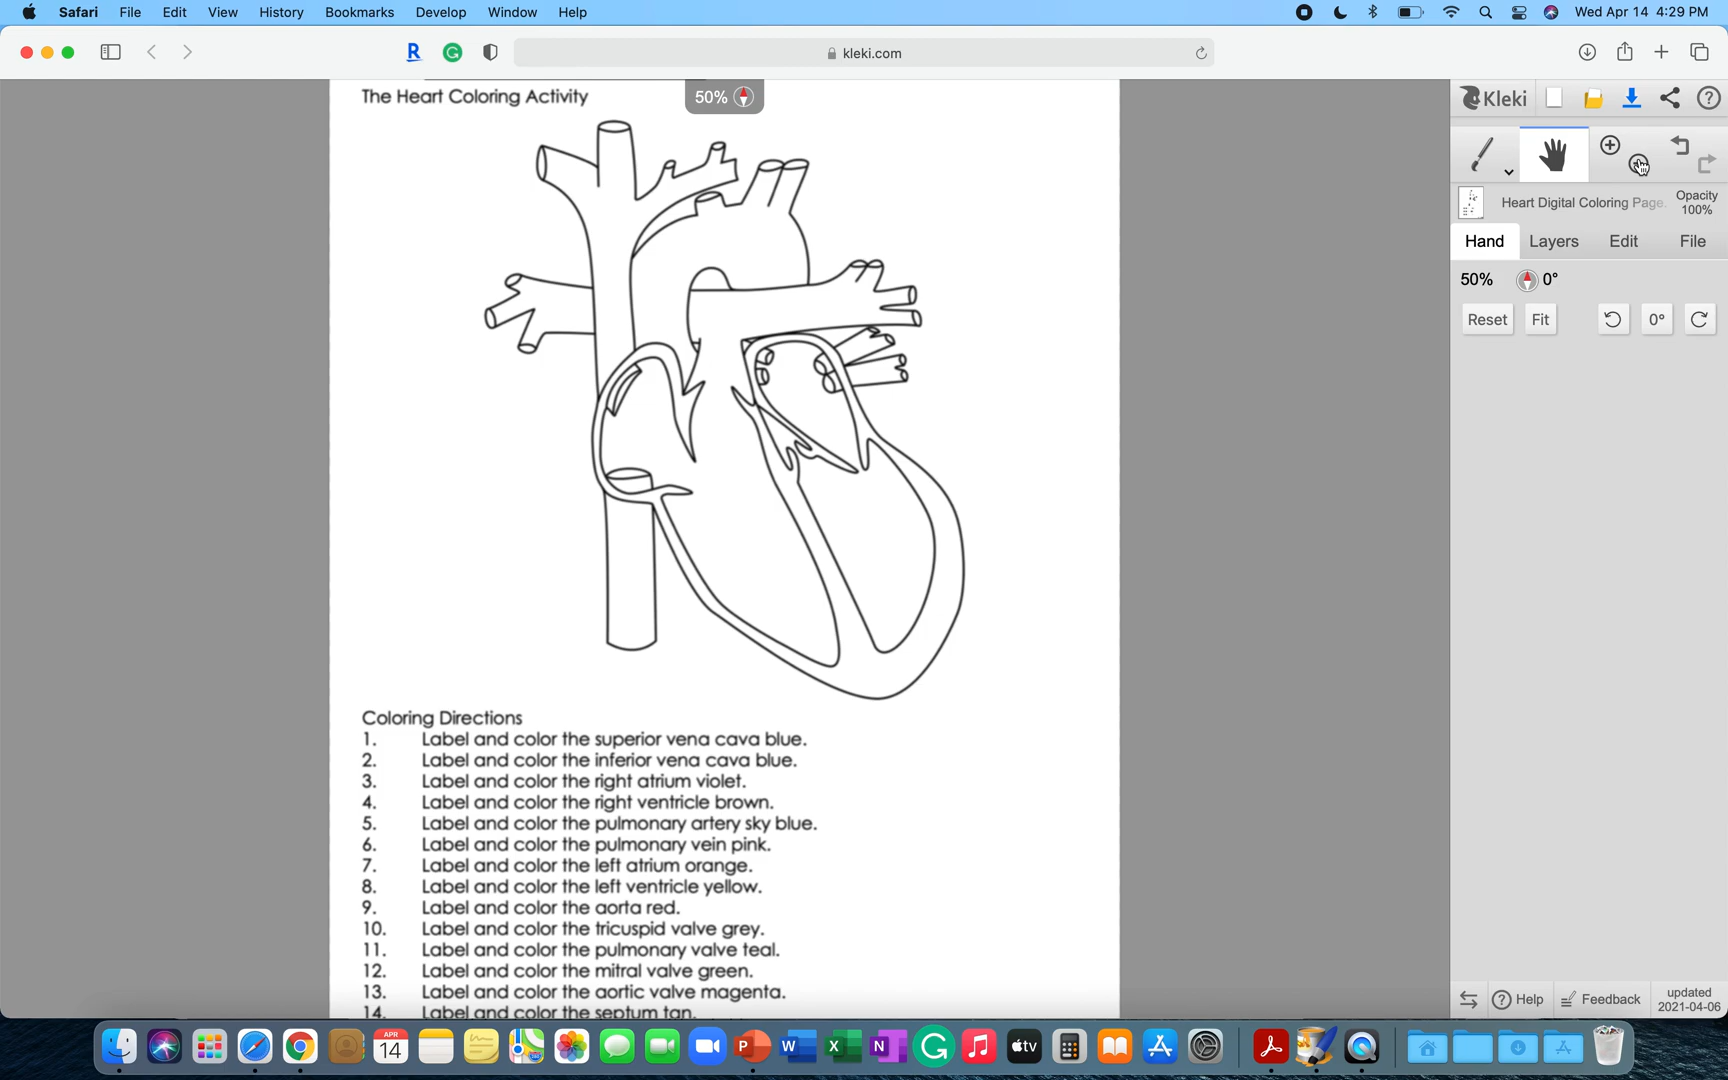 Safari File Edit View History Bookmarks Develop Window Help Wed Apr 14 4:29 PM
kleki.com
The Heart Coloring Activity
50%
Kleki
Heart Digital Coloring Page. Opacity
100%
Hand Layers Edit File
50% 0°
Reset Fit 0°
Coloring Directions
1. Label and color the superior vena cava blue.
2. Label and color the inferior vena cava blue.
3. Label and color the right atrium violet.
4. Label and color the right ventricle brown.
5. Label and color the pulmonary artery sky blue.
6. Label and color the pulmonary vein pink.
7. Label and color the left atrium orange.
8. Label and color the left ventricle yellow.
9. Label and color the aorta red.
10. Label and color the tricuspid valve grey.
11. Label and color the pulmonary valve teal.
12. Label and color the mitral valve green.
13. Label and color the aortic valve magenta.
14. Label and color the septum tan.
Help Feedback updated
2021-04-06
APR
14
tv